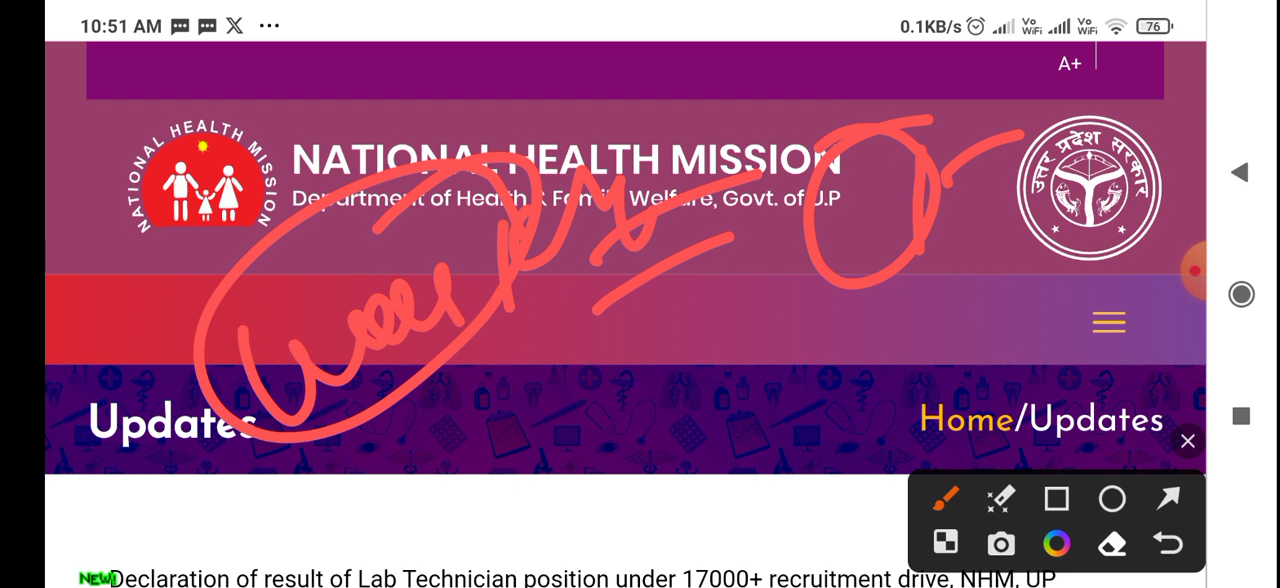 10:51 AM
0.1KB/s
Vo
WiFi
Vo
WiFi
76
A+
NATIONAL HEALTH MISSION
NATIONAL HEALTH MISSION
Department of Health & Family Welfare, Govt. of U.P
उत्तर प्रदेश सरकार
Updates
Home/Updates
NEW! Declaration of result of Lab Technician position under 17000+ recruitment drive, NHM, UP